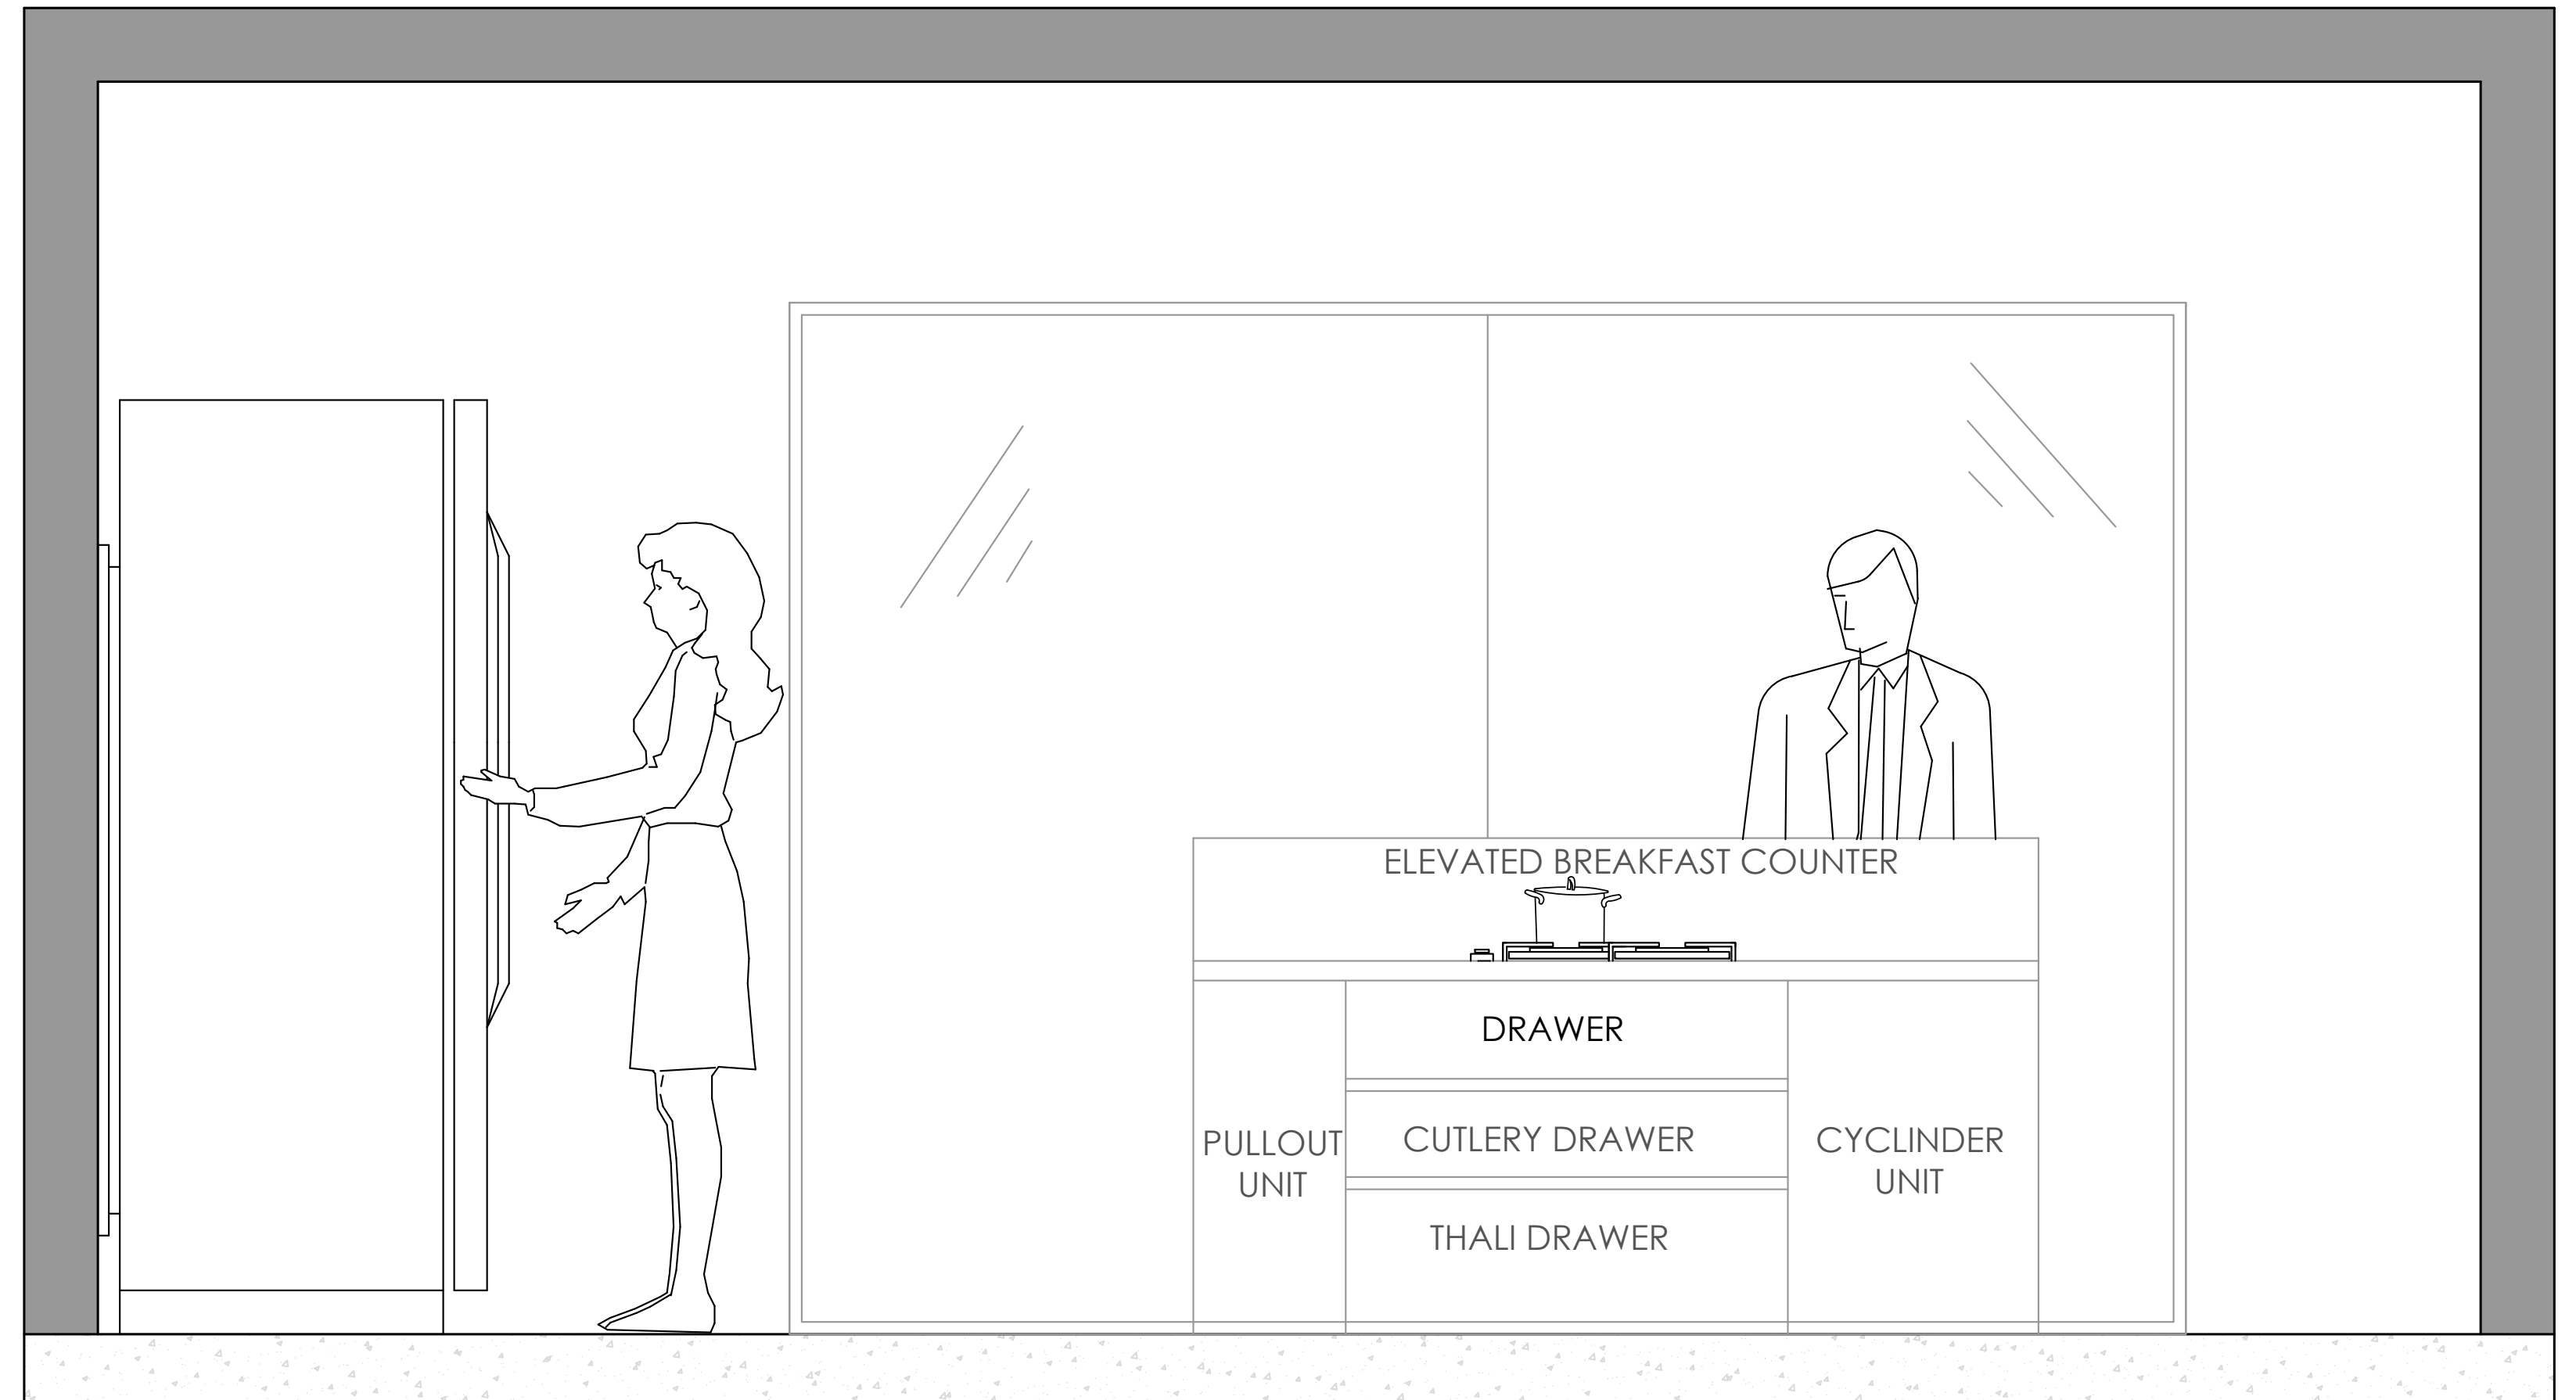 ELEVATED BREAKFAST COUNTER
DRAWER
PULLOUT
UNIT
CUTLERY DRAWER
CYCLINDER
UNIT
THALI DRAWER